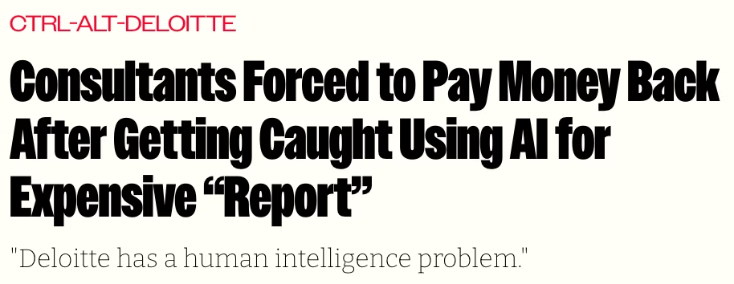 CTRL-ALT-DELOITTE
Consultants Forced to Pay Money Back
After Getting Caught Using AI for
Expensive “Report”
"Deloitte has a human intelligence problem."